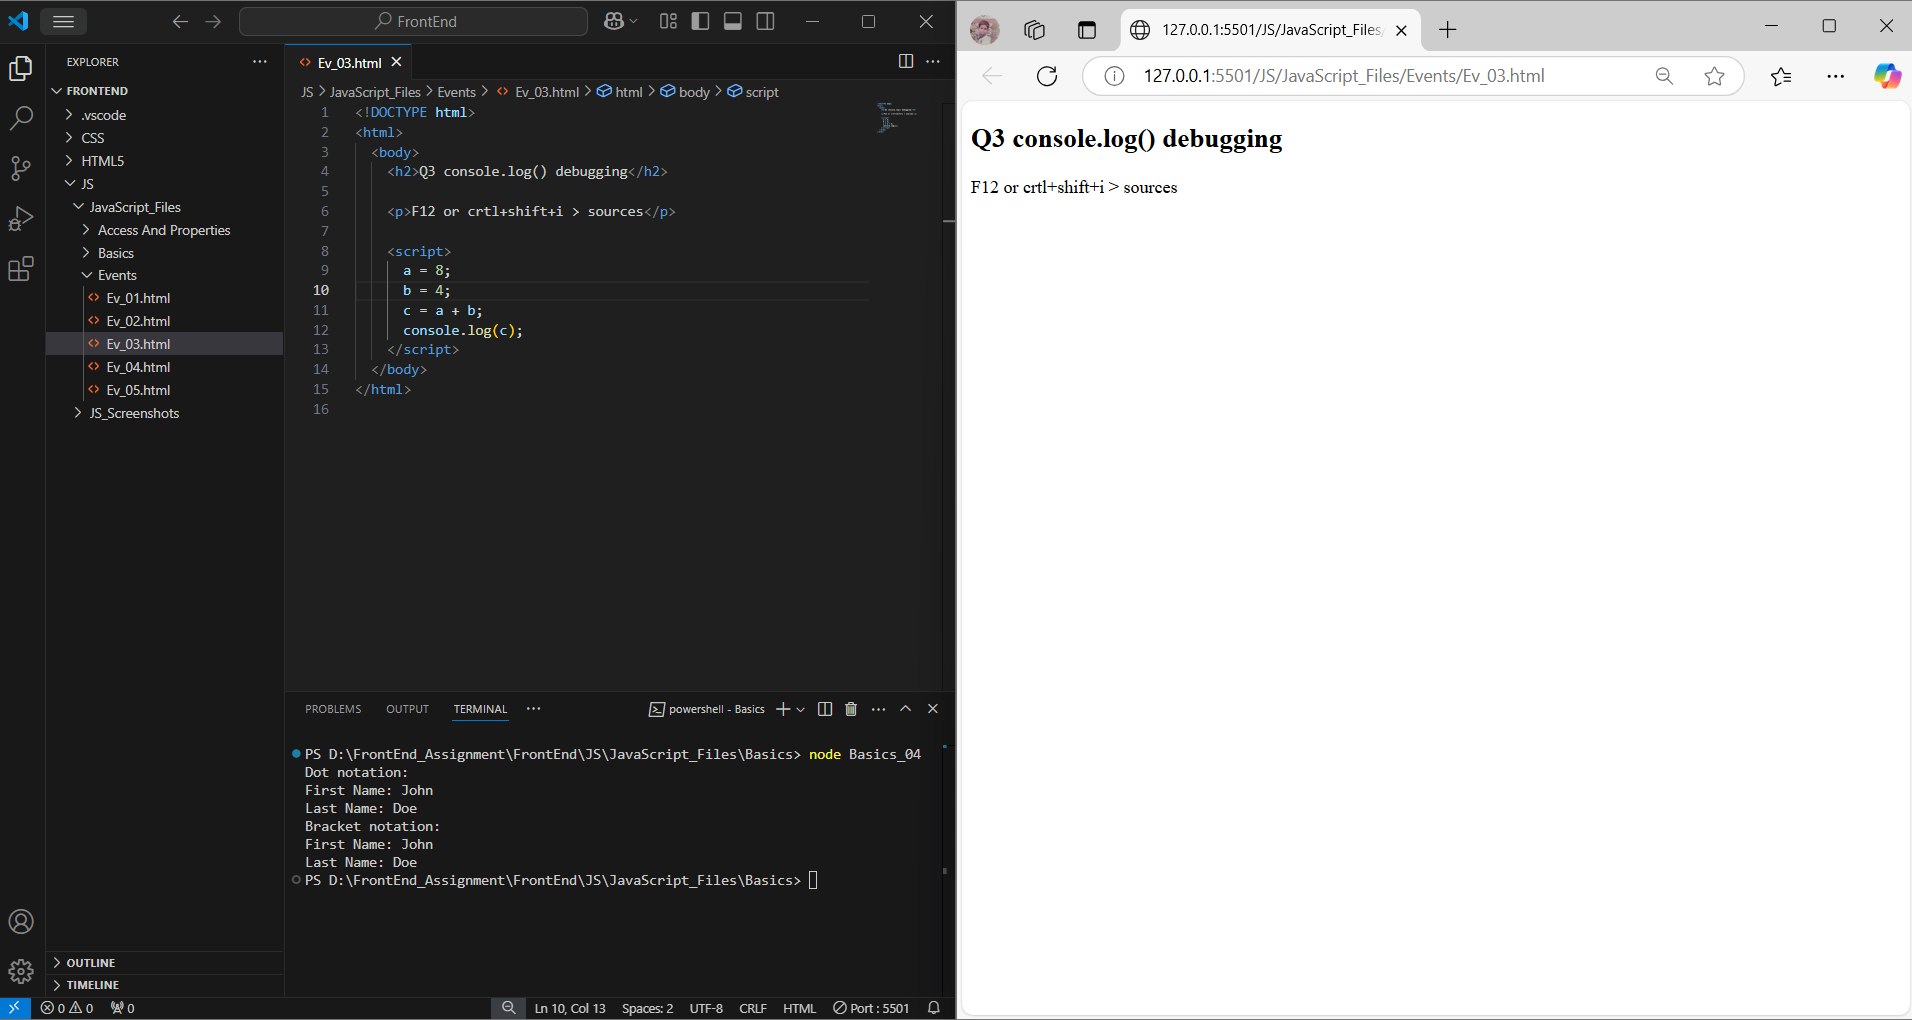 FrontEnd
EXPLORER
FRONTEND
.vscode
CSS
HTML5
JS
JavaScript_Files
Access And Properties
Basics
Events
Ev_01.html
Ev_02.html
Ev_03.html
Ev_04.html
Ev_05.html
JS_Screenshots
OUTLINE
TIMELINE
Ev_03.html
JS > JavaScript_Files > Events > Ev_03.html > html > body > script
1 <!DOCTYPE html>
2 <html>
3 <body>
4 <h2>Q3 console.log() debugging</h2>
5
6 <p>F12 or crtl+shift+i > sources</p>
7
8 <script>
9 a = 8;
10 b = 4;
11 c = a + b;
12 console.log(c);
13 </script>
14 </body>
15 </html>
16
PROBLEMS OUTPUT TERMINAL powershell - Basics
PS D:\FrontEnd_Assignment\FrontEnd\JS\JavaScript_Files\Basics> node Basics_04
Dot notation:
First Name: John
Last Name: Doe
Bracket notation:
First Name: John
Last Name: Doe
PS D:\FrontEnd_Assignment\FrontEnd\JS\JavaScript_Files\Basics>
0 0 0 Ln 10, Col 13 Spaces: 2 UTF-8 CRLF HTML Port : 5501
127.0.0.1:5501/JS/JavaScript_Files/
127.0.0.1:5501/JS/JavaScript_Files/Events/Ev_03.html
Q3 console.log() debugging
F12 or crtl+shift+i > sources